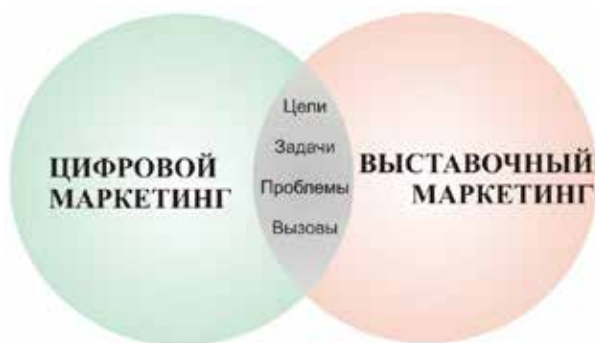 ЦИФРОВОЙ
МАРКЕТИНГ
Цели
Задачи
Проблемы
Вызовы
ВЫСТАВОЧНЫЙ
МАРКЕТИНГ